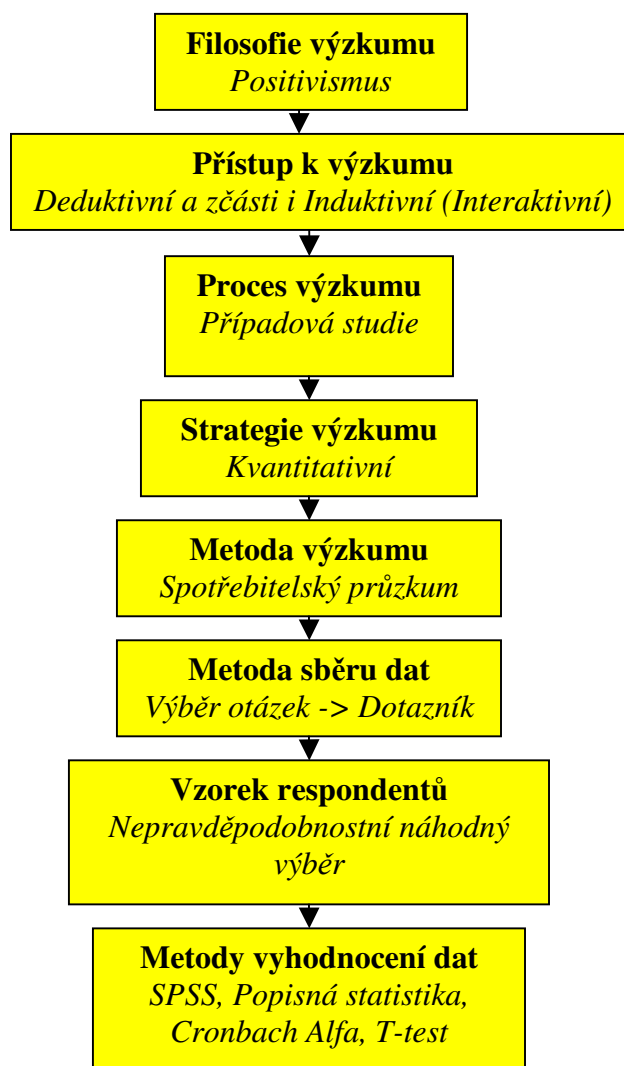 Filosofie výzkumu
Positivismus
Přístup k výzkumu
Deduktivní a zčásti i Induktivní (Interaktivní)
Proces výzkumu
Případová studie
Strategie výzkumu
Kvantitativní
Metoda výzkumu
Spotřebitelský průzkum
Metoda sběru dat
Výběr otázek -> Dotazník
Vzorek respondentů
Nepravděpodobnostní náhodný
výběr
Metody vyhodnocení dat
SPSS, Popisná statistika,
Cronbach Alfa, T-test